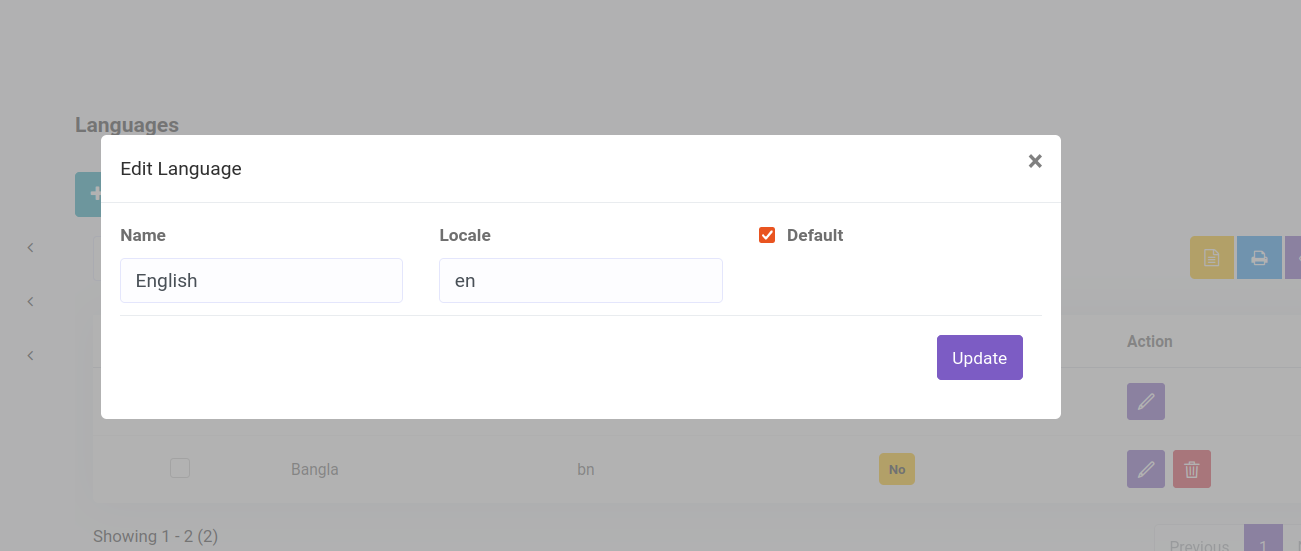 Languages
Edit Language
×
Name
Locale
Default
English
en
Update
Action
Bangla
bn
No
Showing 1 - 2 (2)
Previous
1